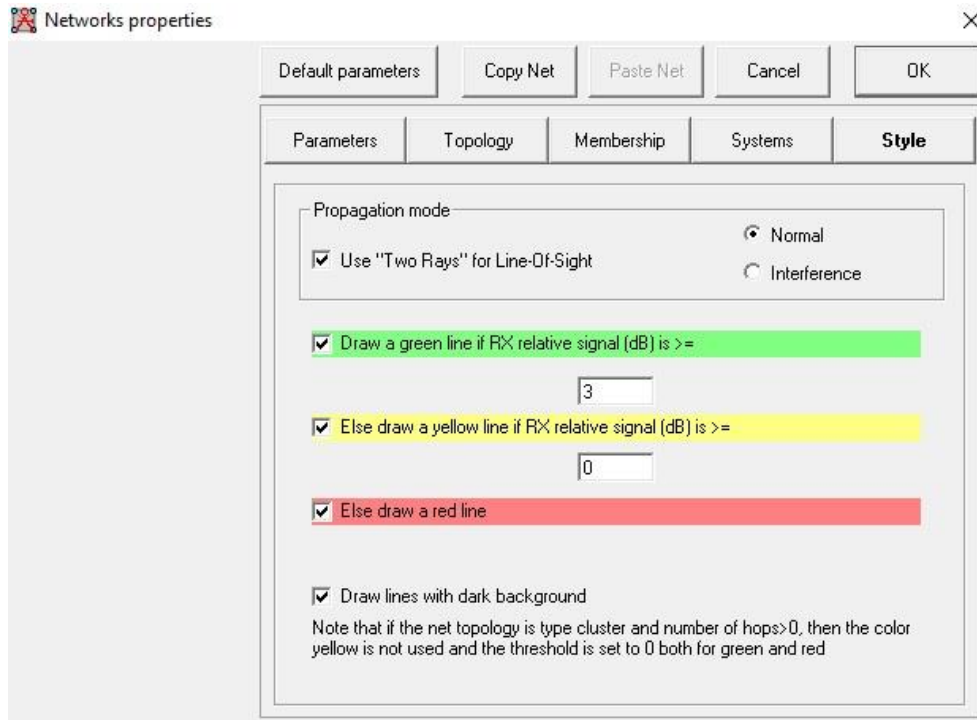 Networks properties
Default parameters
Copy Net
Paste Net
Cancel
OK
Parameters
Topology
Membership
Systems
Style
Propagation mode
Use "Two Rays" for Line-Of-Sight
Normal
Interference
Draw a green line if RX relative signal (dB) is >=
3
Else draw a yellow line if RX relative signal (dB) is >=
0
Else draw a red line
Draw lines with dark background
Note that if the net topology is type cluster and number of hops>0, then the color
yellow is not used and the threshold is set to 0 both for green and red